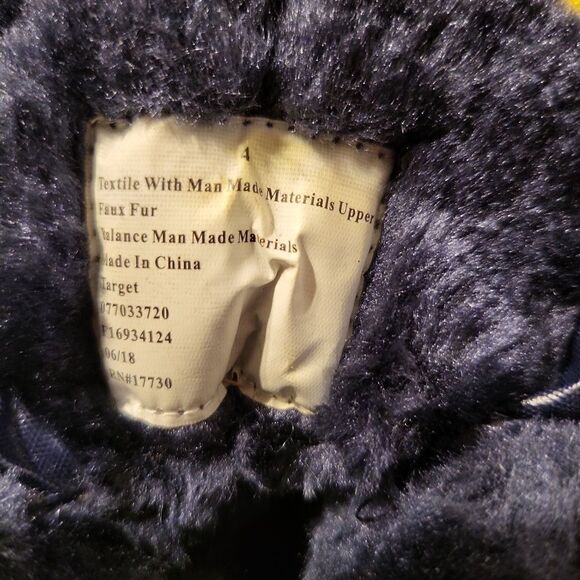 4
Textile With Man Made Materials Upper
Faux Fur
Balance Man Made Materials
Made In China
Target
077033720
F16934124
06/18
RN#17730